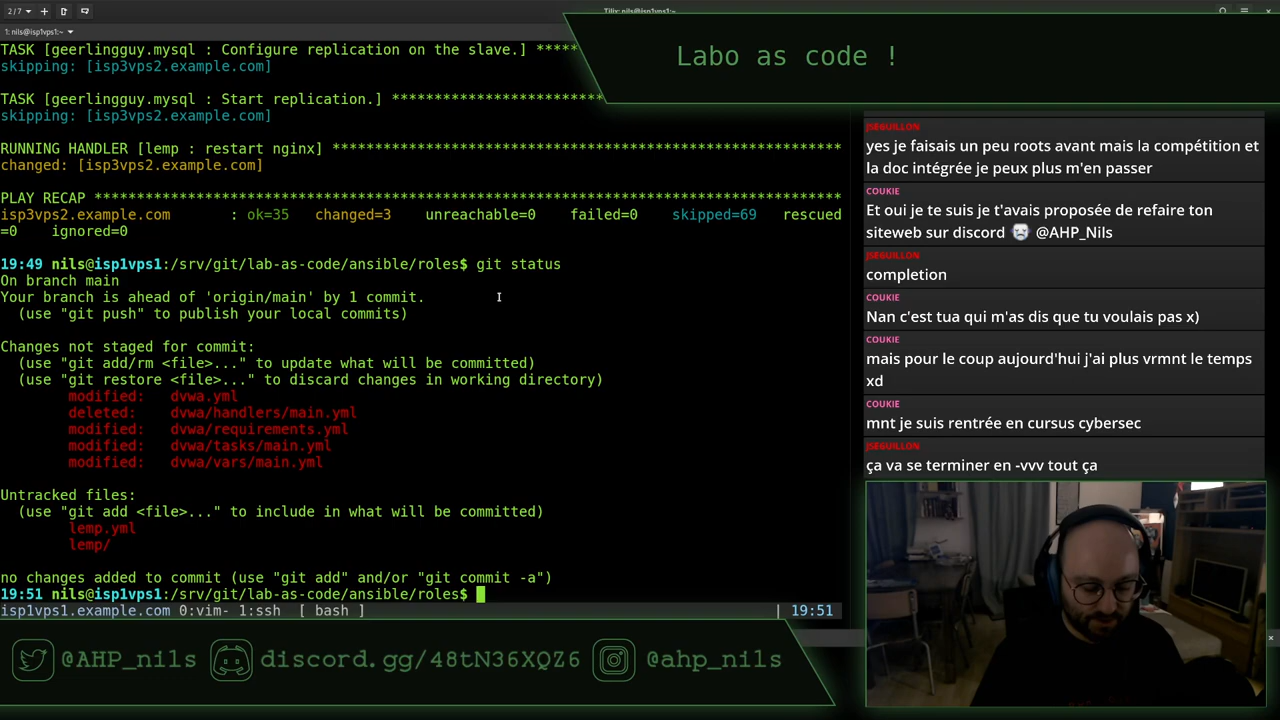 2/7
Tilix: nils@isp1vps1:~
1: nils@isp1vps1:~
Labo as code !
TASK [geerlingguy.mysql : Configure replication on the slave.] *****
skipping: [isp3vps2.example.com]
TASK [geerlingguy.mysql : Start replication.] **************************
skipping: [isp3vps2.example.com]
RUNNING HANDLER [lemp : restart nginx] ********************************************************
changed: [isp3vps2.example.com]
PLAY RECAP **********************************************************************************
isp3vps2.example.com       : ok=35   changed=3    unreachable=0    failed=0    skipped=69   rescued
=0    ignored=0
19:49 nils@isp1vps1:/srv/git/lab-as-code/ansible/roles$ git status
On branch main
Your branch is ahead of 'origin/main' by 1 commit.
  (use "git push" to publish your local commits)
Changes not staged for commit:
  (use "git add/rm <file>..." to update what will be committed)
  (use "git restore <file>..." to discard changes in working directory)
        modified:   dvwa.yml
        deleted:    dvwa/handlers/main.yml
        modified:   dvwa/requirements.yml
        modified:   dvwa/tasks/main.yml
        modified:   dvwa/vars/main.yml
Untracked files:
  (use "git add <file>..." to include in what will be committed)
        lemp.yml
        lemp/
no changes added to commit (use "git add" and/or "git commit -a")
19:51 nils@isp1vps1:/srv/git/lab-as-code/ansible/roles$
isp1vps1.example.com 0:vim- 1:ssh  [ bash ] | 19:51
JSEGUILLON
yes je faisais un peu roots avant mais la compétition et
la doc intégrée je peux plus m'en passer
COUKIE
Et oui je te suis je t'avais proposée de refaire ton
siteweb sur discord @AHP_Nils
JSEGUILLON
completion
COUKIE
Nan c'est tua qui m'as dis que tu voulais pas x)
COUKIE
mais pour le coup aujourd'hui j'ai plus vrmnt le temps
xd
COUKIE
mnt je suis rentrée en cursus cybersec
JSEGUILLON
ça va se terminer en -vvv tout ça
@AHP_nils discord.gg/48tN36XQZ6 @ahp_nils